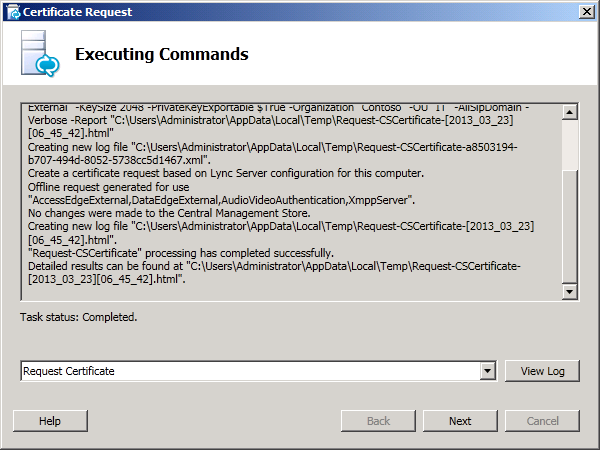 Certificate Request
Executing Commands
External" -KeySize 2048 -PrivateKeyExportable $True -Organization "Contoso" -OU "IT" -AllSipDomain -
Verbose -Report "C:\Users\Administrator\AppData\Local\Temp\Request-CSCertificate-[2013_03_23]
[06_45_42].html"
Creating new log file "C:\Users\Administrator\AppData\Local\Temp\Request-CSCertificate-a8503194-
b707-494d-8052-5738cc5d1467.xml".
Create a certificate request based on Lync Server configuration for this computer.
Offline request generated for use
"AccessEdgeExternal,DataEdgeExternal,AudioVideoAuthentication,XmppServer".
No changes were made to the Central Management Store.
Creating new log file "C:\Users\Administrator\AppData\Local\Temp\Request-CSCertificate-[2013_03_23]
[06_45_42].html".
"Request-CSCertificate" processing has completed successfully.
Detailed results can be found at "C:\Users\Administrator\AppData\Local\Temp\Request-CSCertificate-
[2013_03_23][06_45_42].html".
Task status: Completed.
Request Certificate
View Log
Help
Back
Next
Cancel